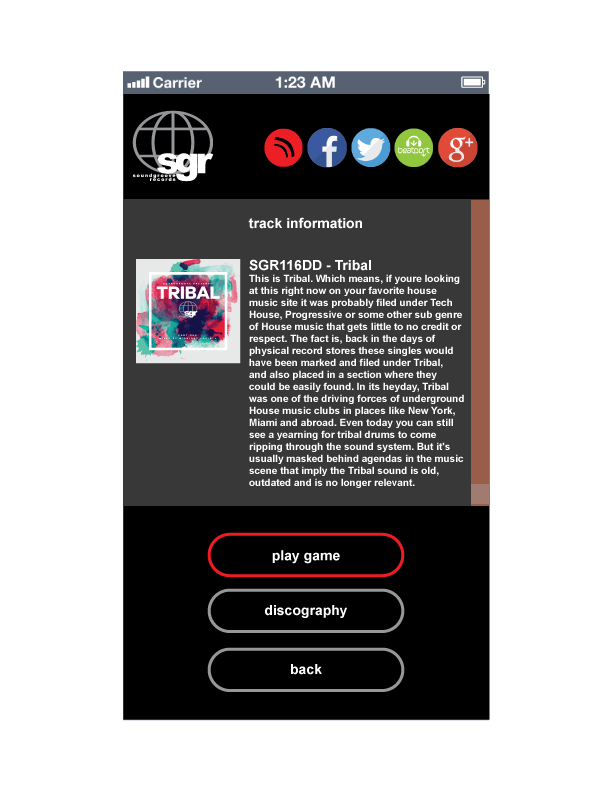 Carrier
1:23 AM
sgr
soundgroove
records
f
beatport
g+
track information
TRIBAL
sgr
SGR116DD - Tribal
This is Tribal. Which means, if youre looking
at this right now on your favorite house
music site it was probably filed under Tech
House, Progressive or some other sub genre
of House music that gets little to no credit or
respect. The fact is, back in the days of
physical record stores these singles would
have been marked and filed under Tribal,
and also placed in a section where they
could be easily found. In its heyday, Tribal
was one of the driving forces of underground
House music clubs in places like New York,
Miami and abroad. Even today you can still
see a yearning for tribal drums to come
ripping through the sound system. But it's
usually masked behind agendas in the music
scene that imply the Tribal sound is old,
outdated and is no longer relevant.
play game
discography
back